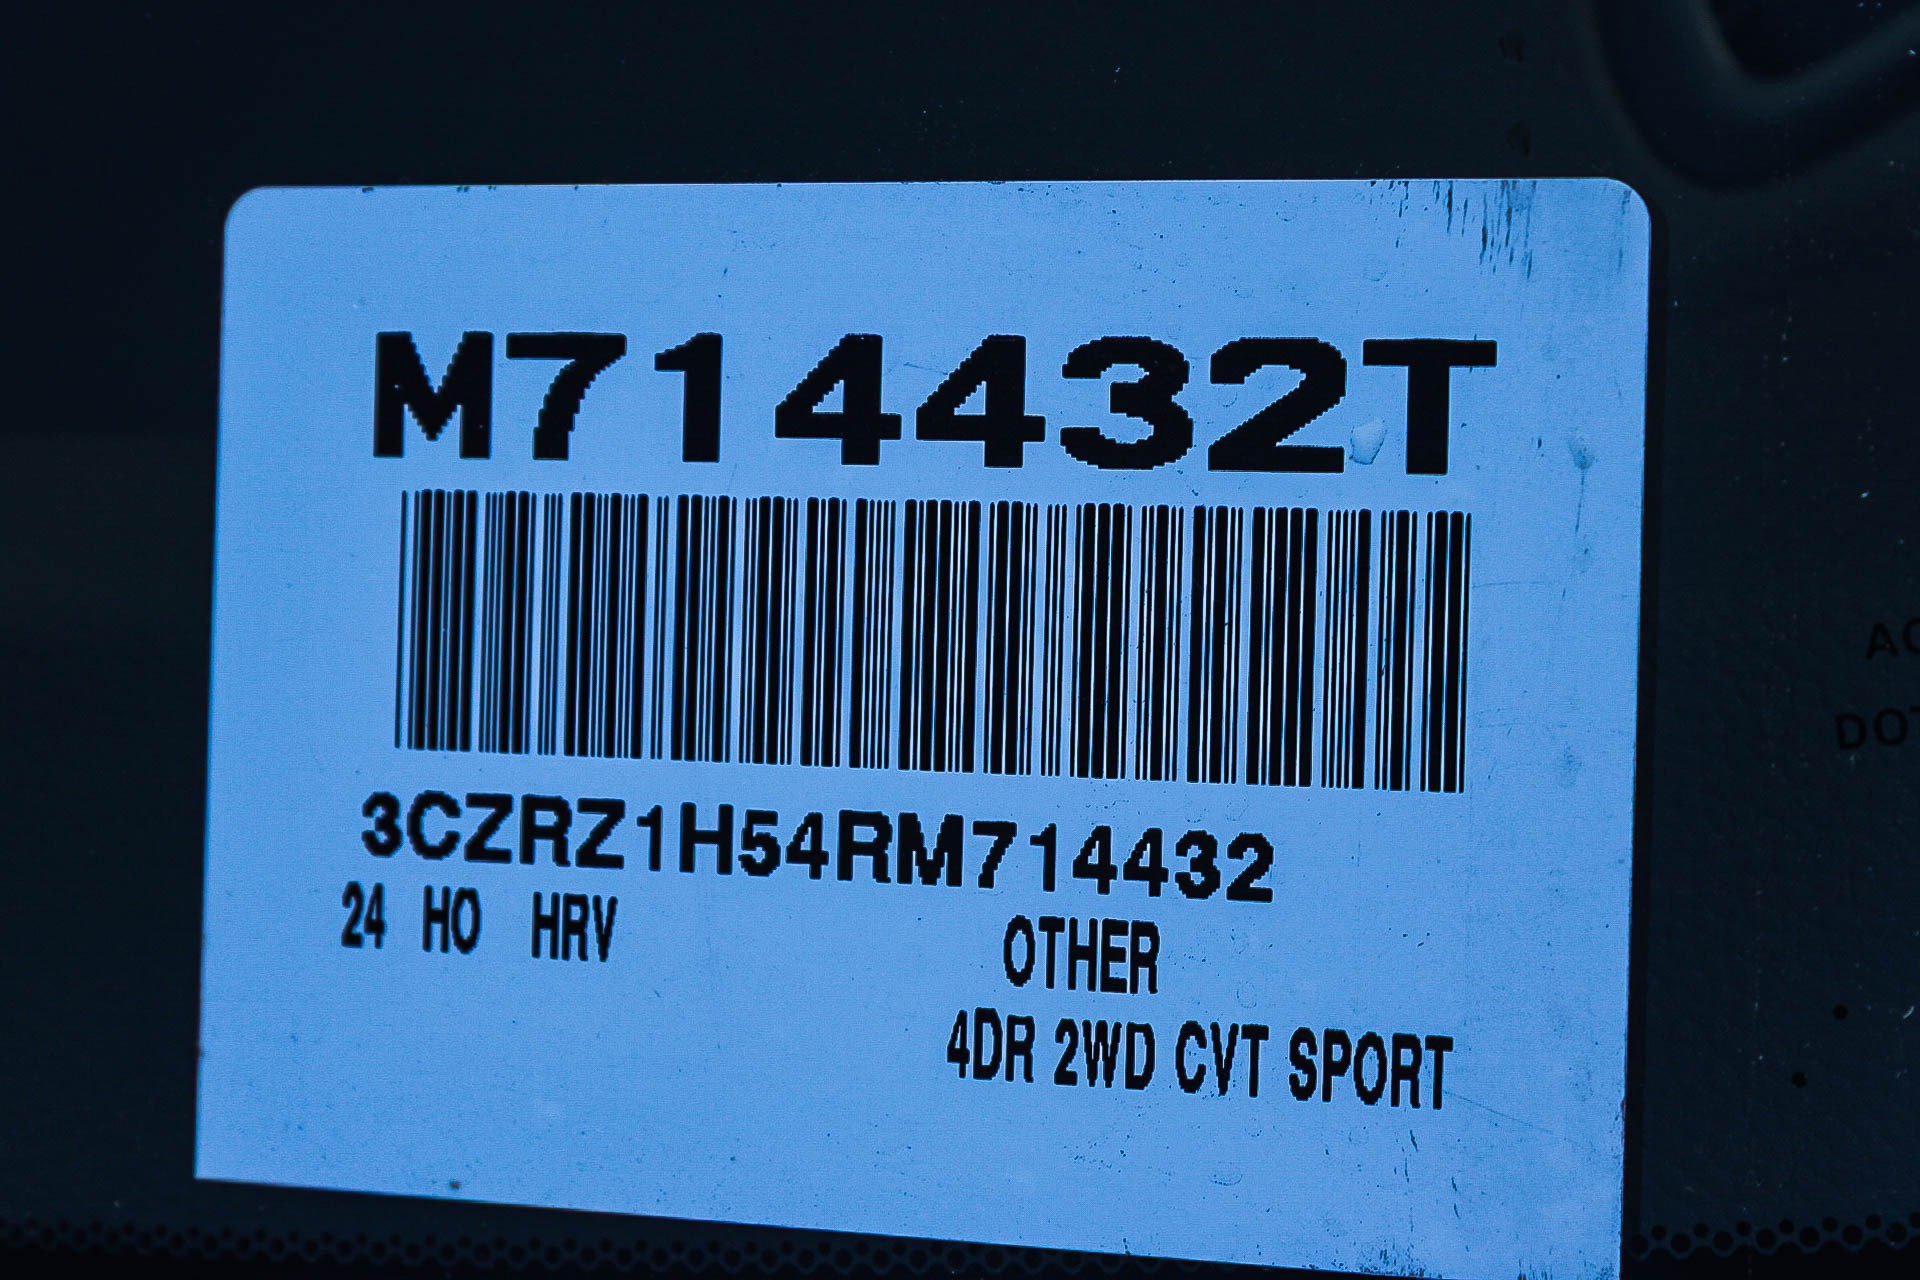 M714432T
3CZRZ1H54RM714432
24 HO HRV OTHER
4DR 2WD CVT SPORT